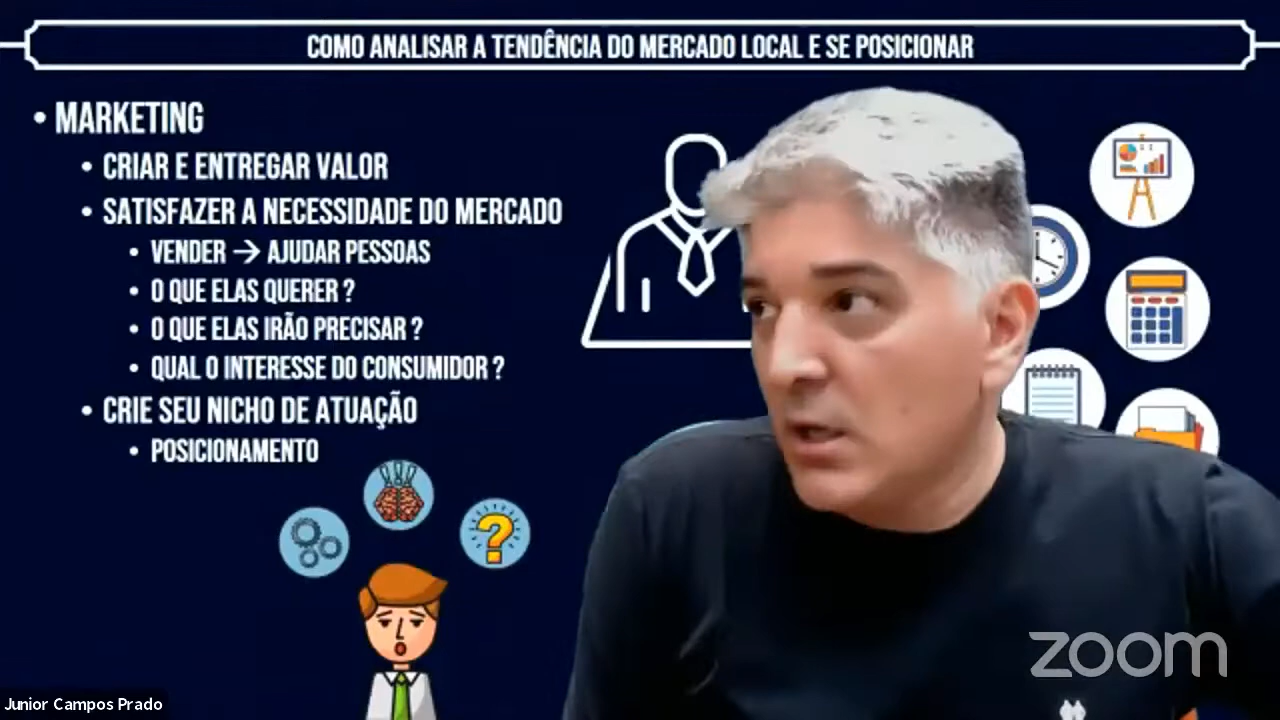 COMO ANALISAR A TENDÊNCIA DO MERCADO LOCAL E SE POSICIONAR
• MARKETING
• CRIAR E ENTREGAR VALOR
• SATISFAZER A NECESSIDADE DO MERCADO
• VENDER → AJUDAR PESSOAS
• O QUE ELAS QUERER ?
• O QUE ELAS IRÃO PRECISAR ?
• QUAL O INTERESSE DO CONSUMIDOR ?
• CRIE SEU NICHO DE ATUAÇÃO
• POSICIONAMENTO
?
zoom
Junior Campos Prado